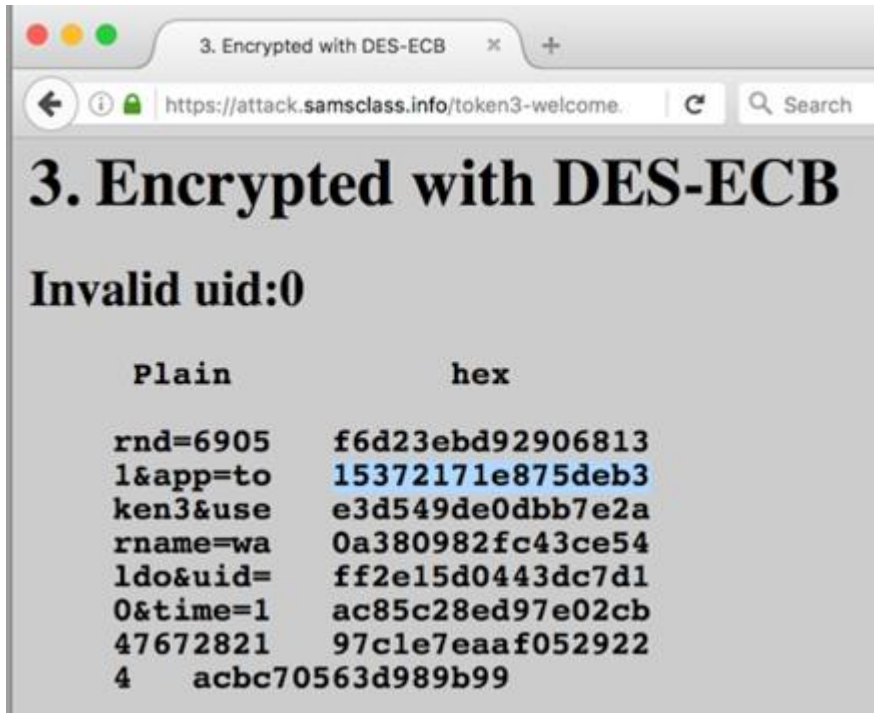 3. Encrypted with DES-ECB
https://attack.samsclass.info/token3-welcome.
Search
3. Encrypted with DES-ECB
Invalid uid:0
Plain hex
rnd=6905 f6d23ebd92906813
1&app=to 15372171e875deb3
ken3&use e3d549de0dbb7e2a
rname=wa 0a380982fc43ce54
ldo&uid= ff2e15d0443dc7d1
0&time=1 ac85c28ed97e02cb
47672821 97c1e7eaaf052922
4 acbc70563d989b99